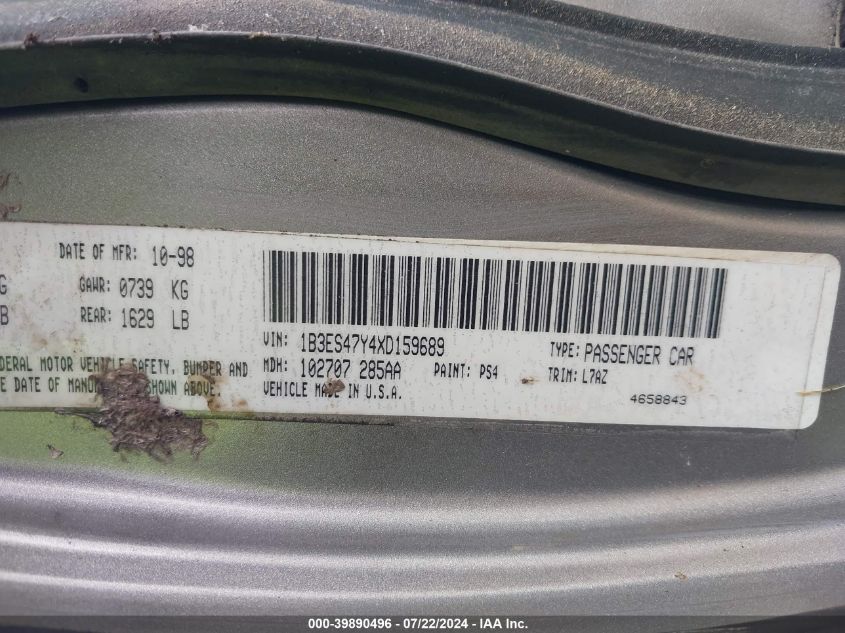 DATE OF MFR: 10-98
G GAWR: 0739 KG
B REAR: 1629 LB
VIN: 1B3ES47Y4XD159689 TYPE: PASSENGER CAR
MDH: 102707 285AA PAINT: PS4 TRIM: L7AZ
VEHICLE MADE IN U.S.A. 4658843
DERAL MOTOR VEHICLE SAFETY, BUMPER AND
E DATE OF MANU SHOWN ABOVE.
000-39890496 - 07/22/2024 - IAA Inc.